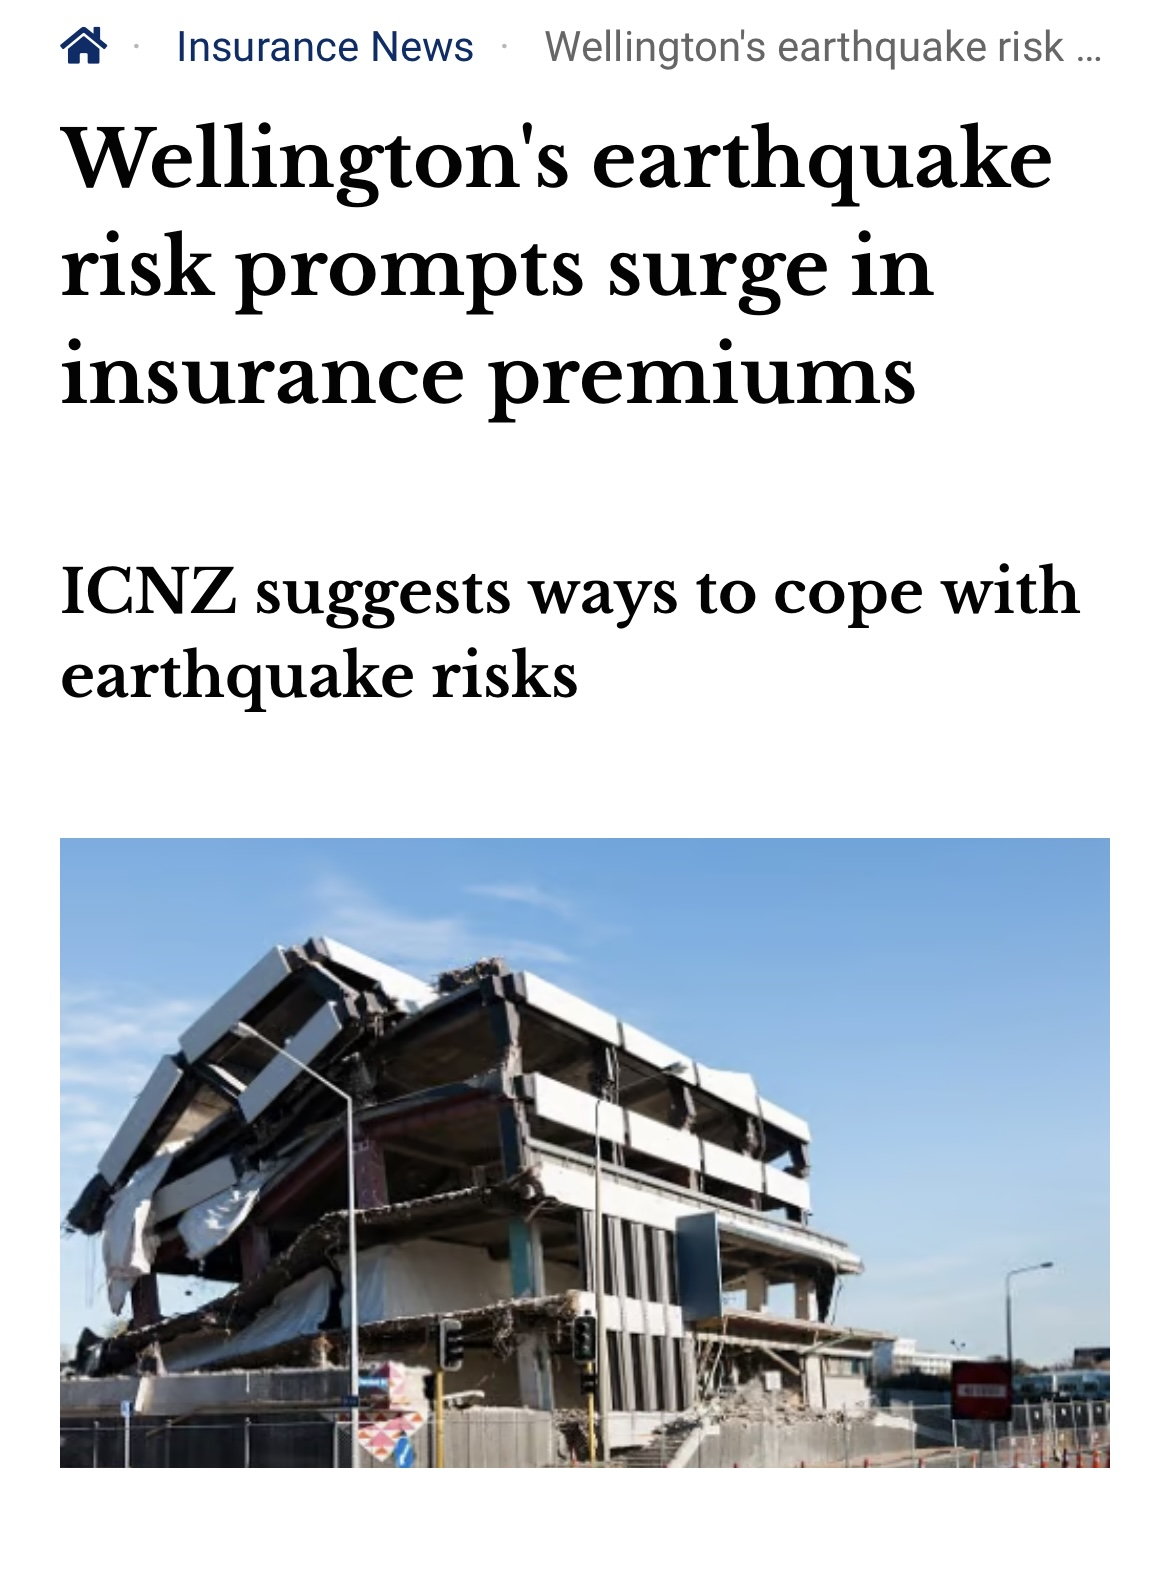 Insurance News · Wellington's earthquake risk ...
Wellington's earthquake
risk prompts surge in
insurance premiums
ICNZ suggests ways to cope with
earthquake risks